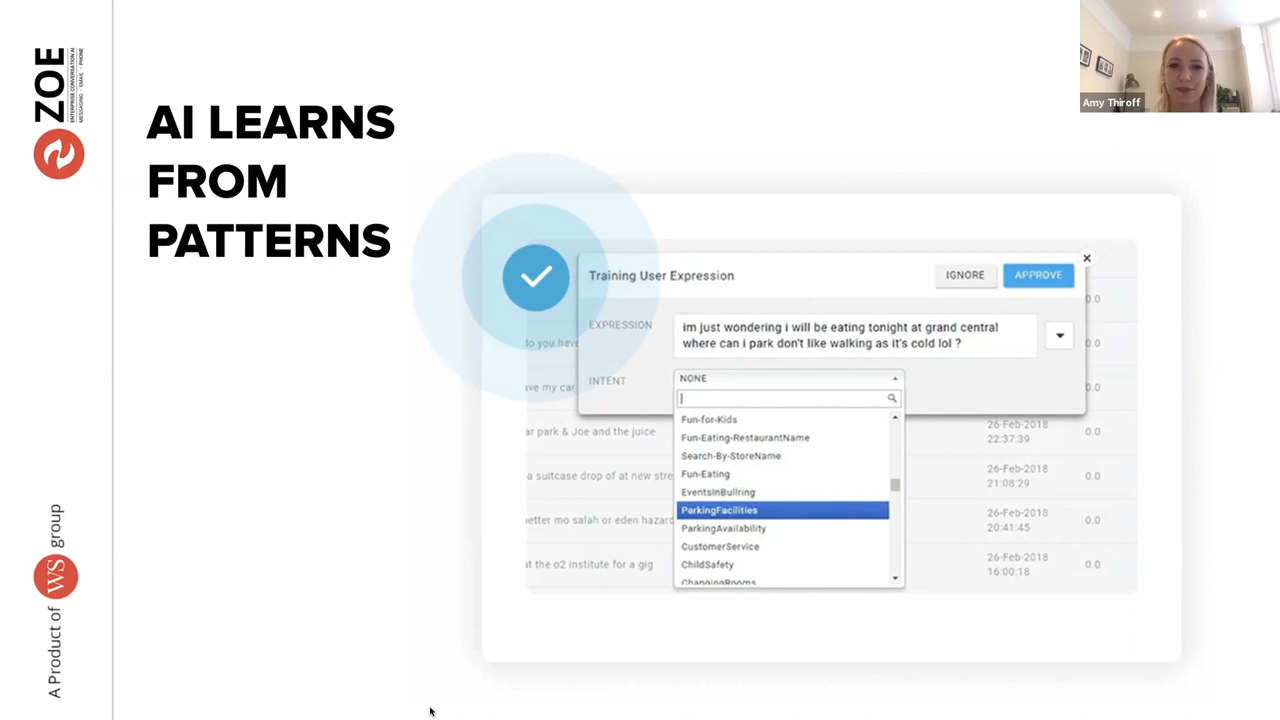 ZOE
ENTERPRISE CONVERSATION AI
MESSAGING · EMAIL · PHONE
A Product of WS group
AI LEARNS
FROM
PATTERNS
Amy Thiroff
Training User Expression
IGNORE
APPROVE
EXPRESSION
im just wondering i will be eating tonight at grand central
where can i park don't like walking as it's cold lol ?
INTENT
NONE
Fun-for-Kids
Fun-Eating-RestaurantName
Search-By-StoreName
Fun-Eating
EventsInBullring
ParkingFacilities
ParkingAvailability
CustomerService
ChildSafety
ChangingRooms
0.0
do you have
0.0
ave my car
0.0
ar park & Joe and the juice
26-Feb-2018
22:37:39
0.0
a suitcase drop of at new stre
26-Feb-2018
21:08:29
0.0
etter mo salah or eden hazard
26-Feb-2018
20:41:45
0.0
at the o2 institute for a gig
26-Feb-2018
16:00:18
0.0